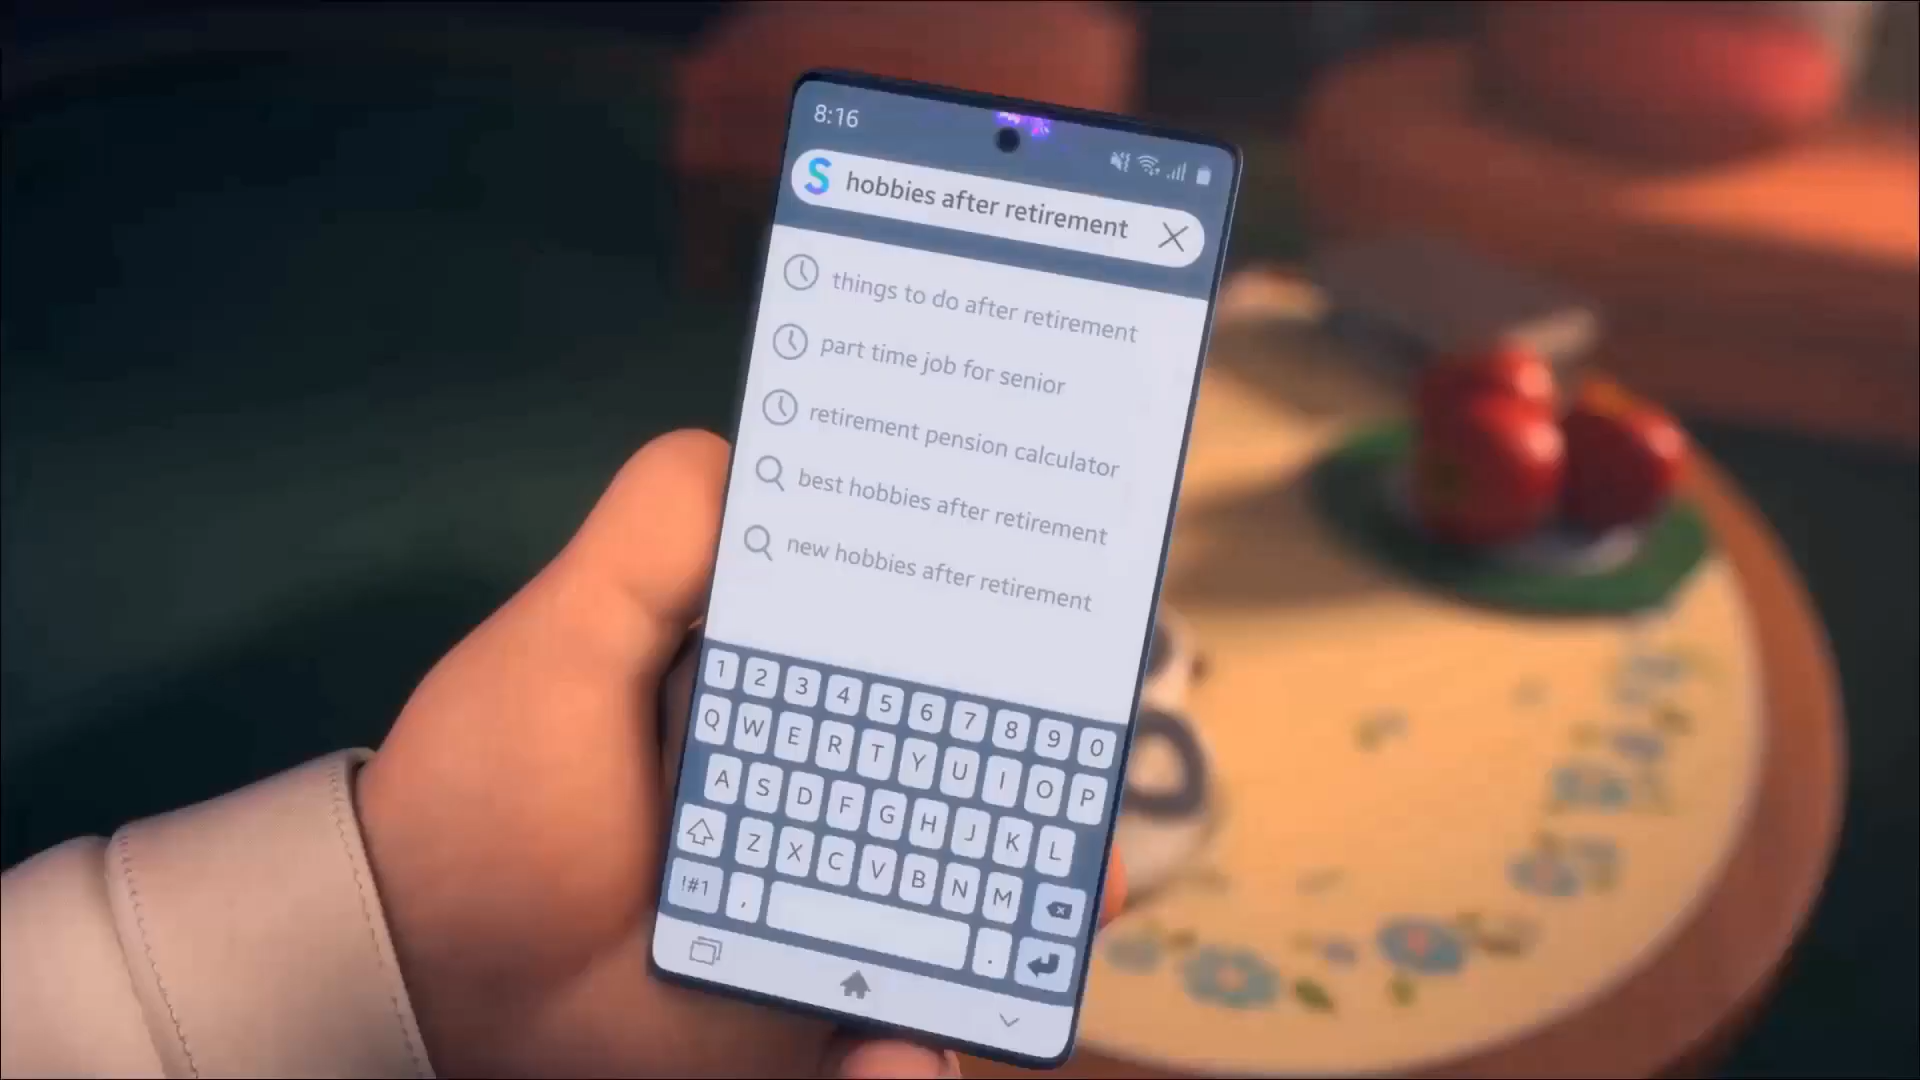 8:16
S hobbies after retirement
things to do after retirement
part time job for senior
retirement pension calculator
best hobbies after retirement
new hobbies after retirement
1 2 3 4 5 6 7 8 9 0
Q W E R T Y U I O P
A S D F G H J K L
Z X C V B N M
!#1 , .